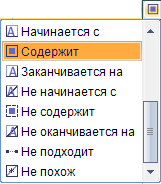 Начинается с
Содержит
Заканчивается на
Не начинается с
Не содержит
Не оканчивается на
Не подходит
Не похож